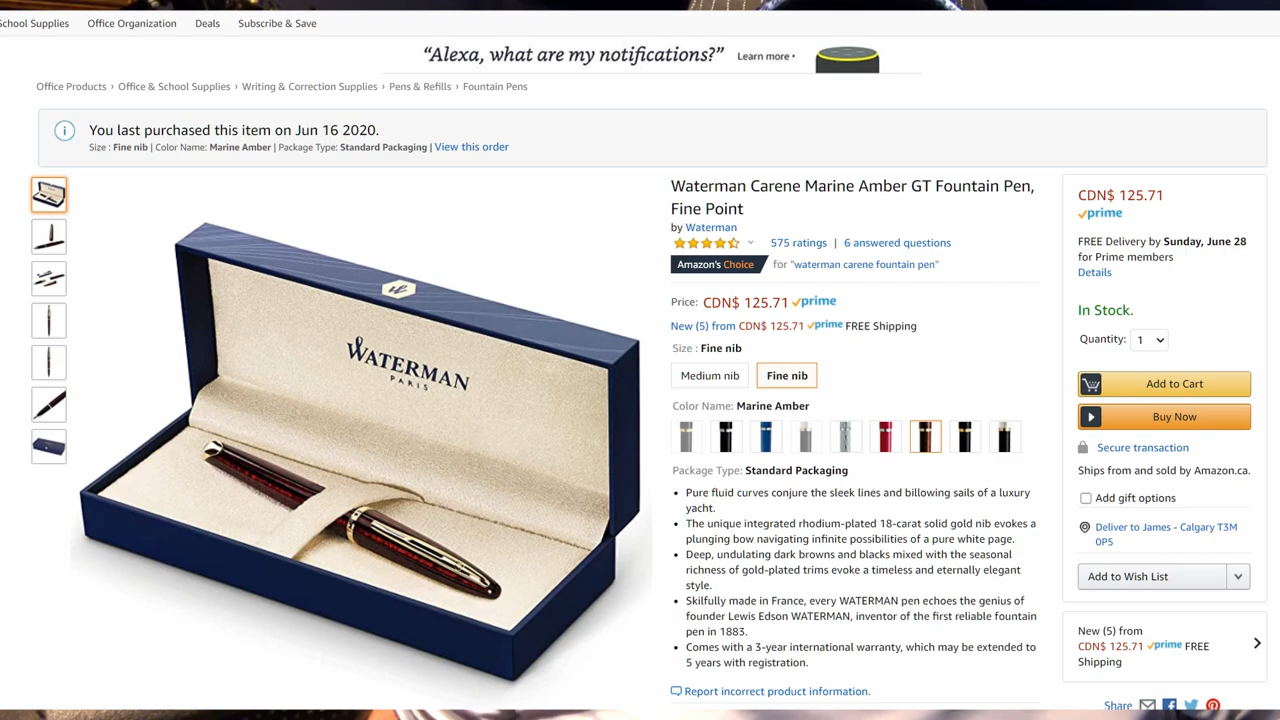 School Supplies Office Organization Deals Subscribe & Save
“Alexa, what are my notifications?” Learn more
Office Products › Office & School Supplies › Writing & Correction Supplies › Pens & Refills › Fountain Pens
You last purchased this item on Jun 16 2020.
Size : Fine nib | Color Name: Marine Amber | Package Type: Standard Packaging | View this order
WATERMAN
PARIS
Waterman Carene Marine Amber GT Fountain Pen,
Fine Point
by Waterman
575 ratings | 6 answered questions
Amazon's Choice for "waterman carene fountain pen"
Price: CDN$ 125.71 prime
New (5) from CDN$ 125.71 prime FREE Shipping
Size : Fine nib
Medium nib Fine nib
Color Name: Marine Amber
Package Type: Standard Packaging
• Pure fluid curves conjure the sleek lines and billowing sails of a luxury
yacht.
• The unique integrated rhodium-plated 18-carat solid gold nib evokes a
plunging bow navigating infinite possibilities of a pure white page.
• Deep, undulating dark browns and blacks mixed with the seasonal
richness of gold-plated trims evoke a timeless and eternally elegant
style.
• Skilfully made in France, every WATERMAN pen echoes the genius of
founder Lewis Edson WATERMAN, inventor of the first reliable fountain
pen in 1883.
• Comes with a 3-year international warranty, which may be extended to
5 years with registration.
Report incorrect product information.
CDN$ 125.71
prime
FREE Delivery by Sunday, June 28
for Prime members
Details
In Stock.
Quantity: 1
Add to Cart
Buy Now
Secure transaction
Ships from and sold by Amazon.ca.
Add gift options
Deliver to James - Calgary T3M
0P5
Add to Wish List
New (5) from
CDN$ 125.71 prime FREE
Shipping
Share